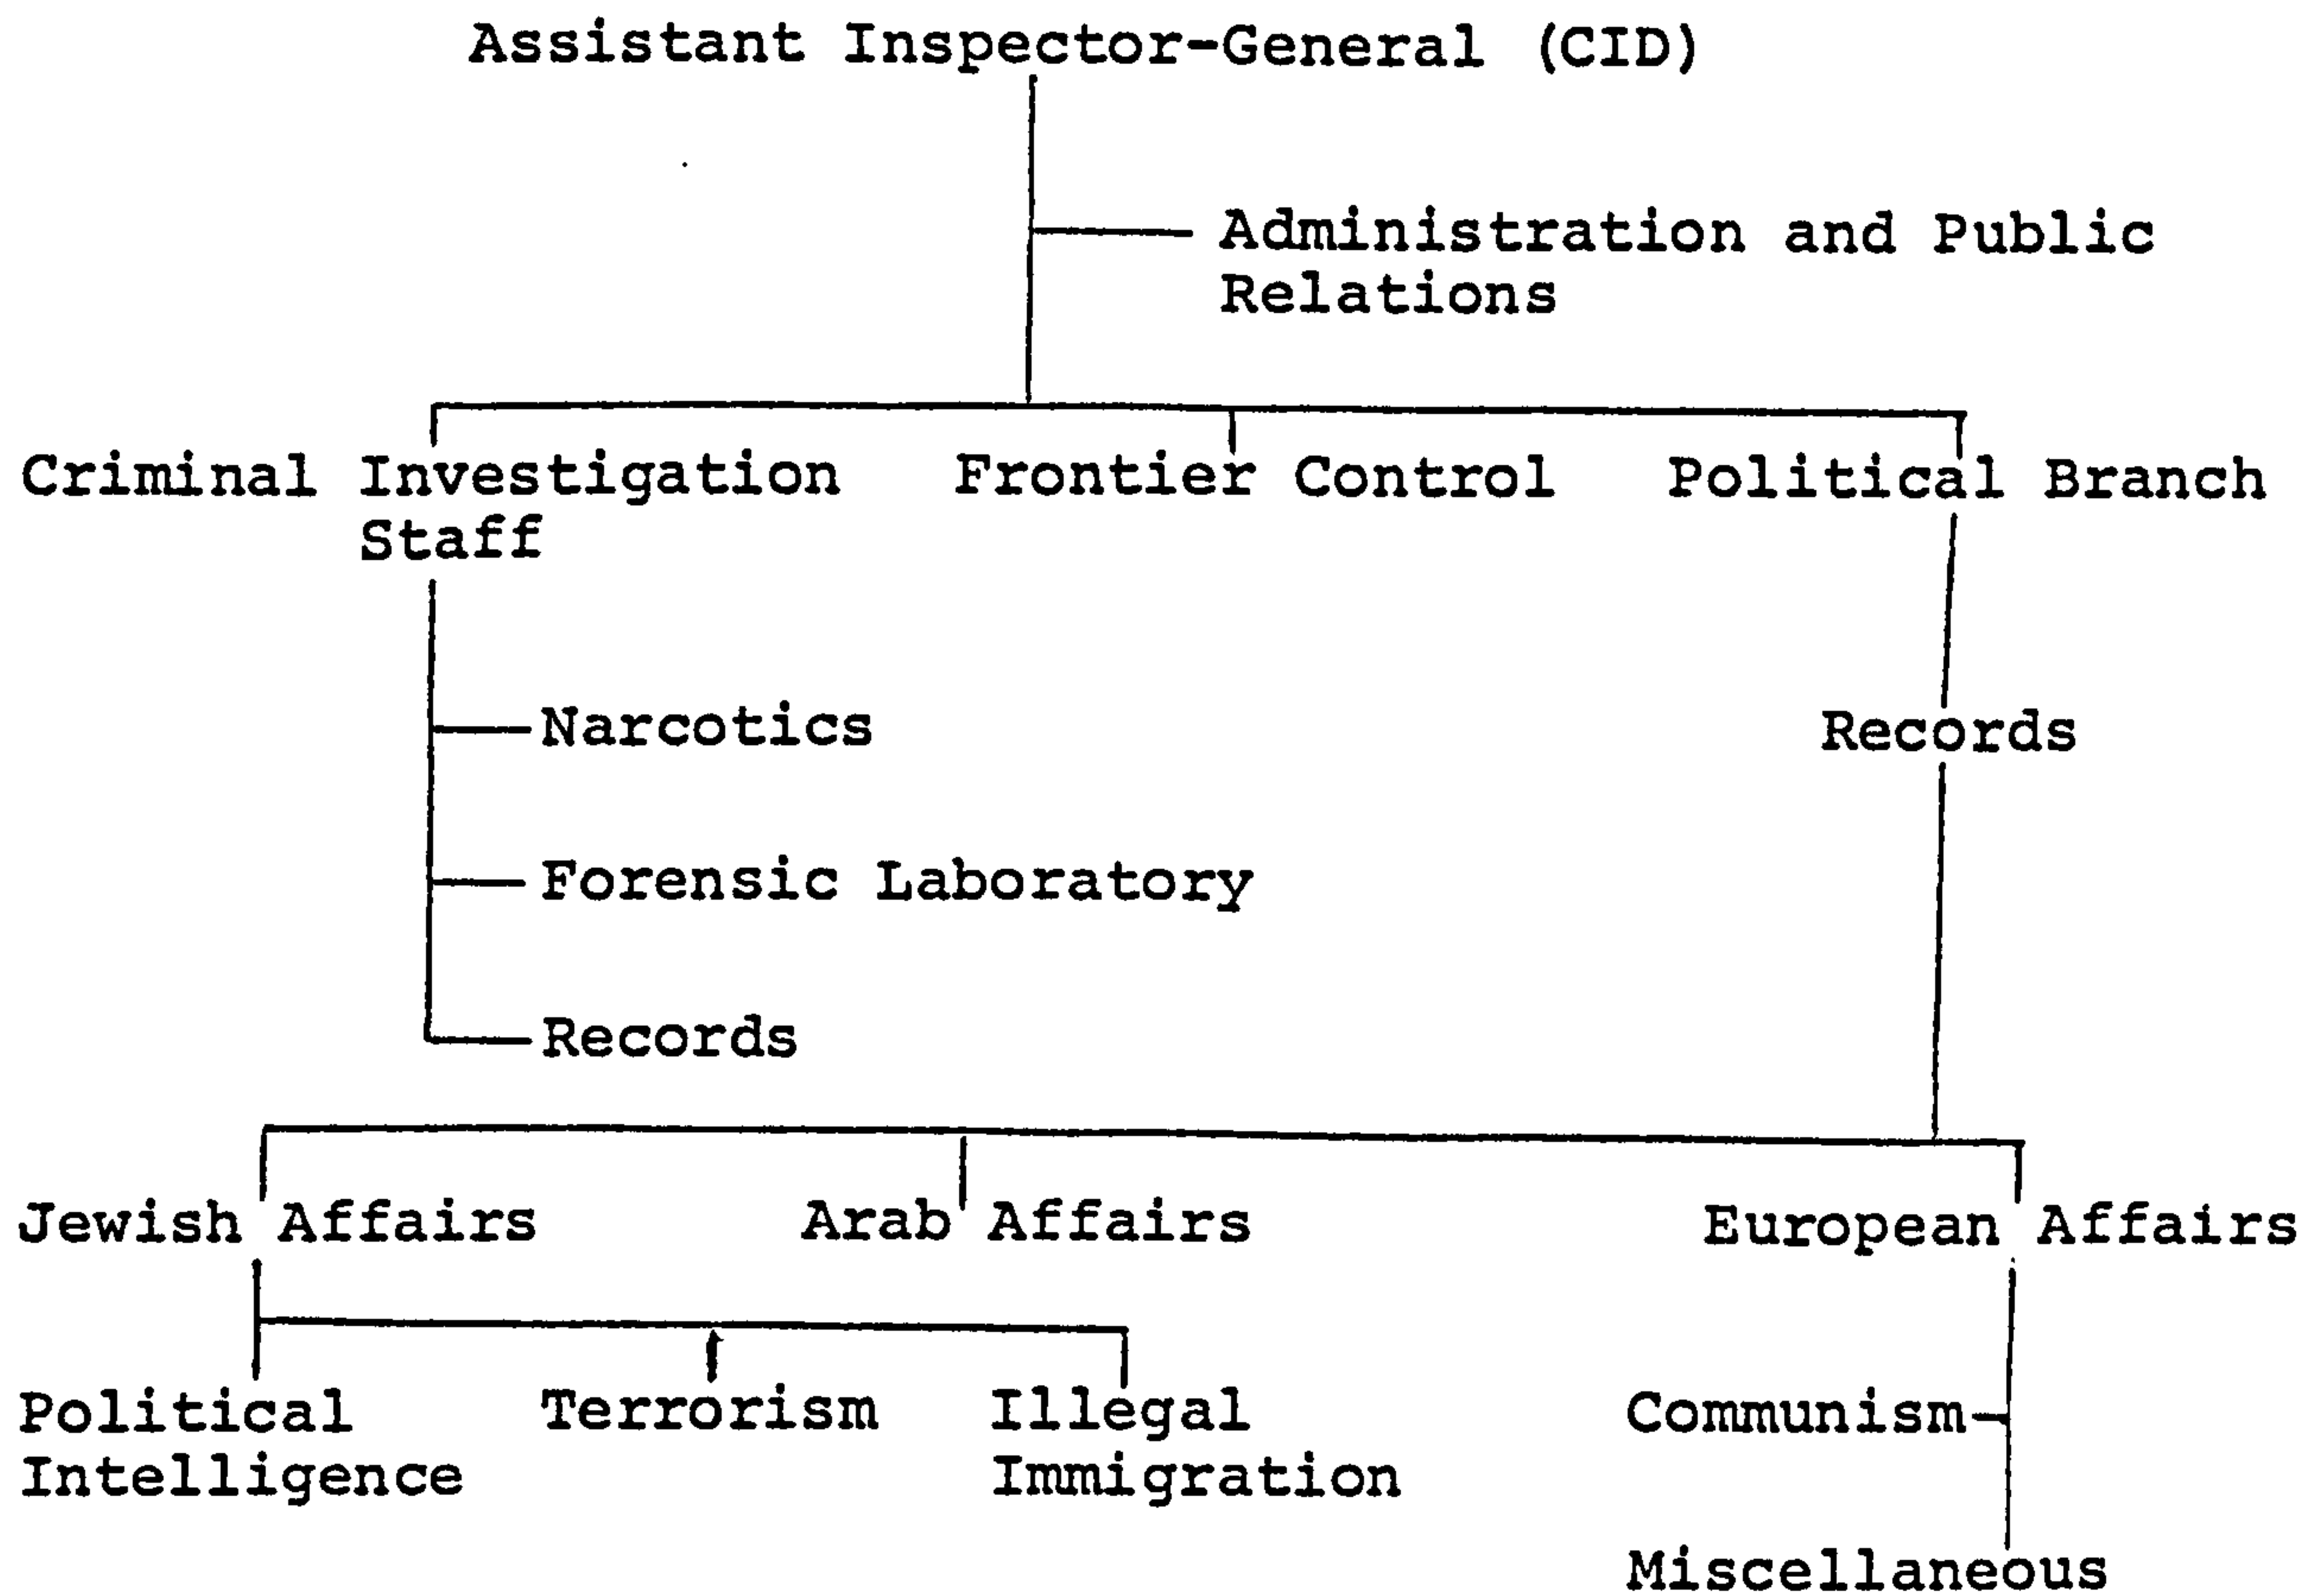 Assistant Inspector-General (CID)
Administration and Public
Relations
Criminal Investigation
Staff
Frontier Control
Political Branch
Narcotics
Records
Forensic Laboratory
Records
Jewish Affairs
Arab Affairs
European Affairs
Political
Intelligence
Terrorism
Illegal
Immigration
Communism
Miscellaneous